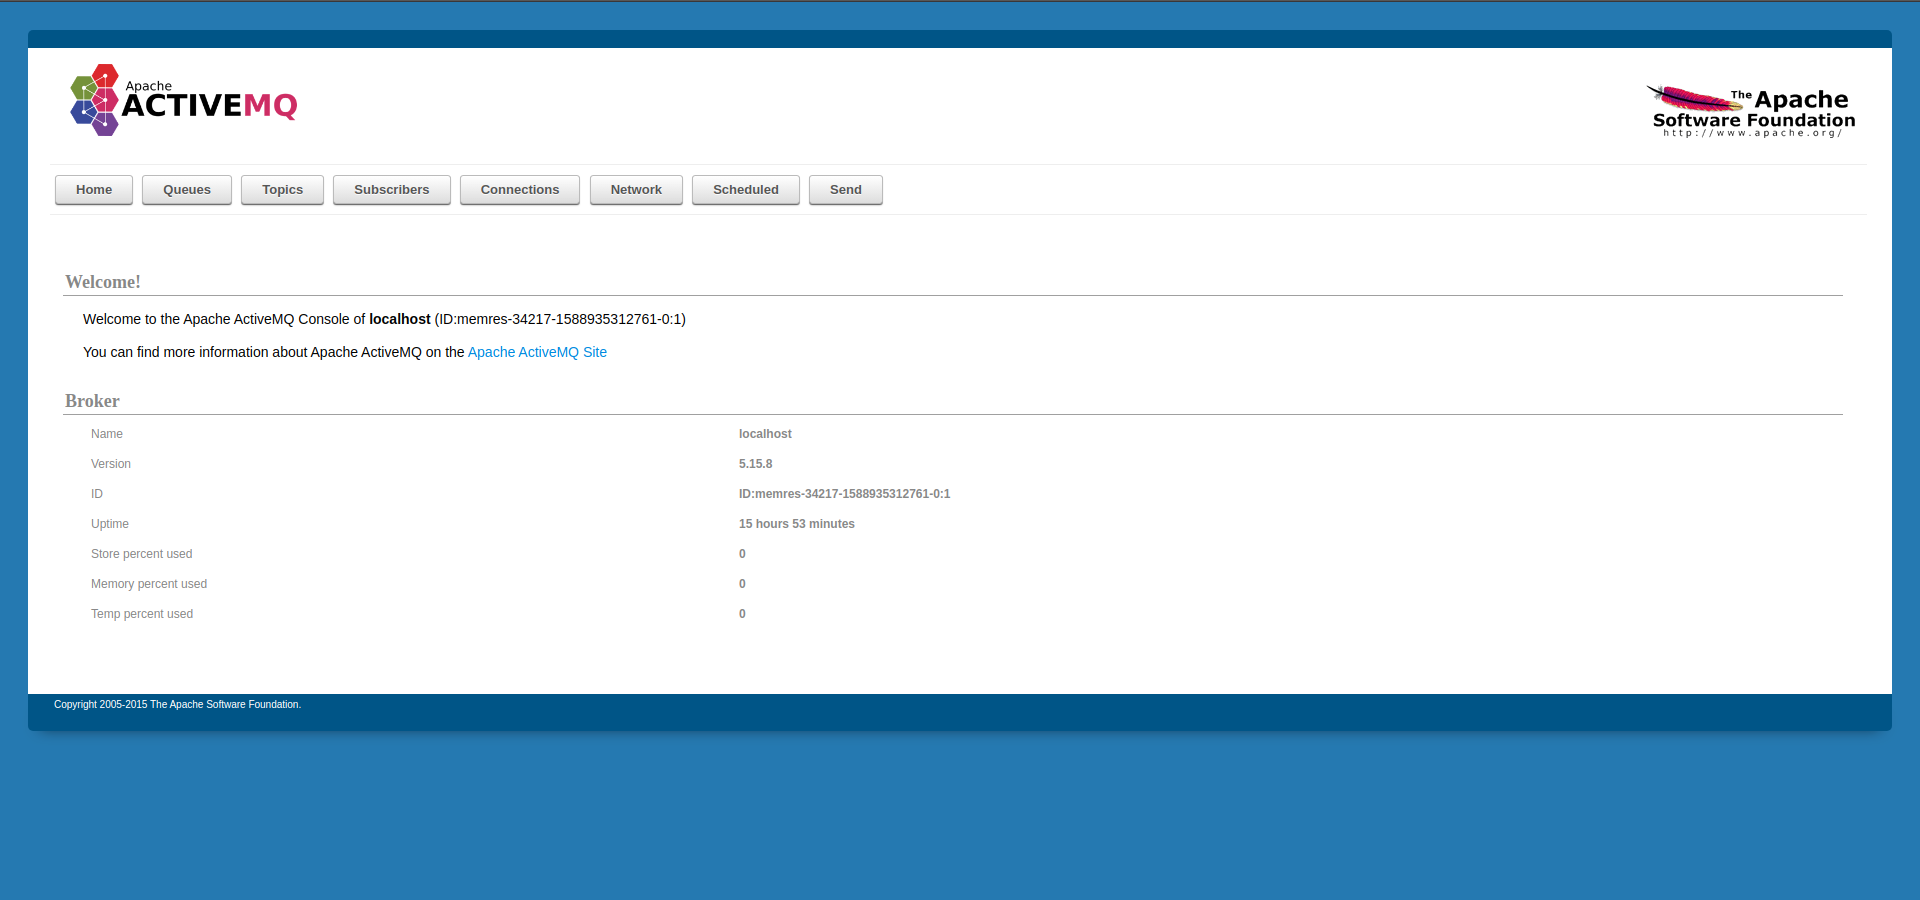 Apache
ACTIVEMQ
The Apache
Software Foundation
http://www.apache.org/
Home Queues Topics Subscribers Connections Network Scheduled Send
Welcome!
Welcome to the Apache ActiveMQ Console of localhost (ID:memres-34217-1588935312761-0:1)
You can find more information about Apache ActiveMQ on the Apache ActiveMQ Site
Broker
Name localhost
Version 5.15.8
ID ID:memres-34217-1588935312761-0:1
Uptime 15 hours 53 minutes
Store percent used 0
Memory percent used 0
Temp percent used 0
Copyright 2005-2015 The Apache Software Foundation.